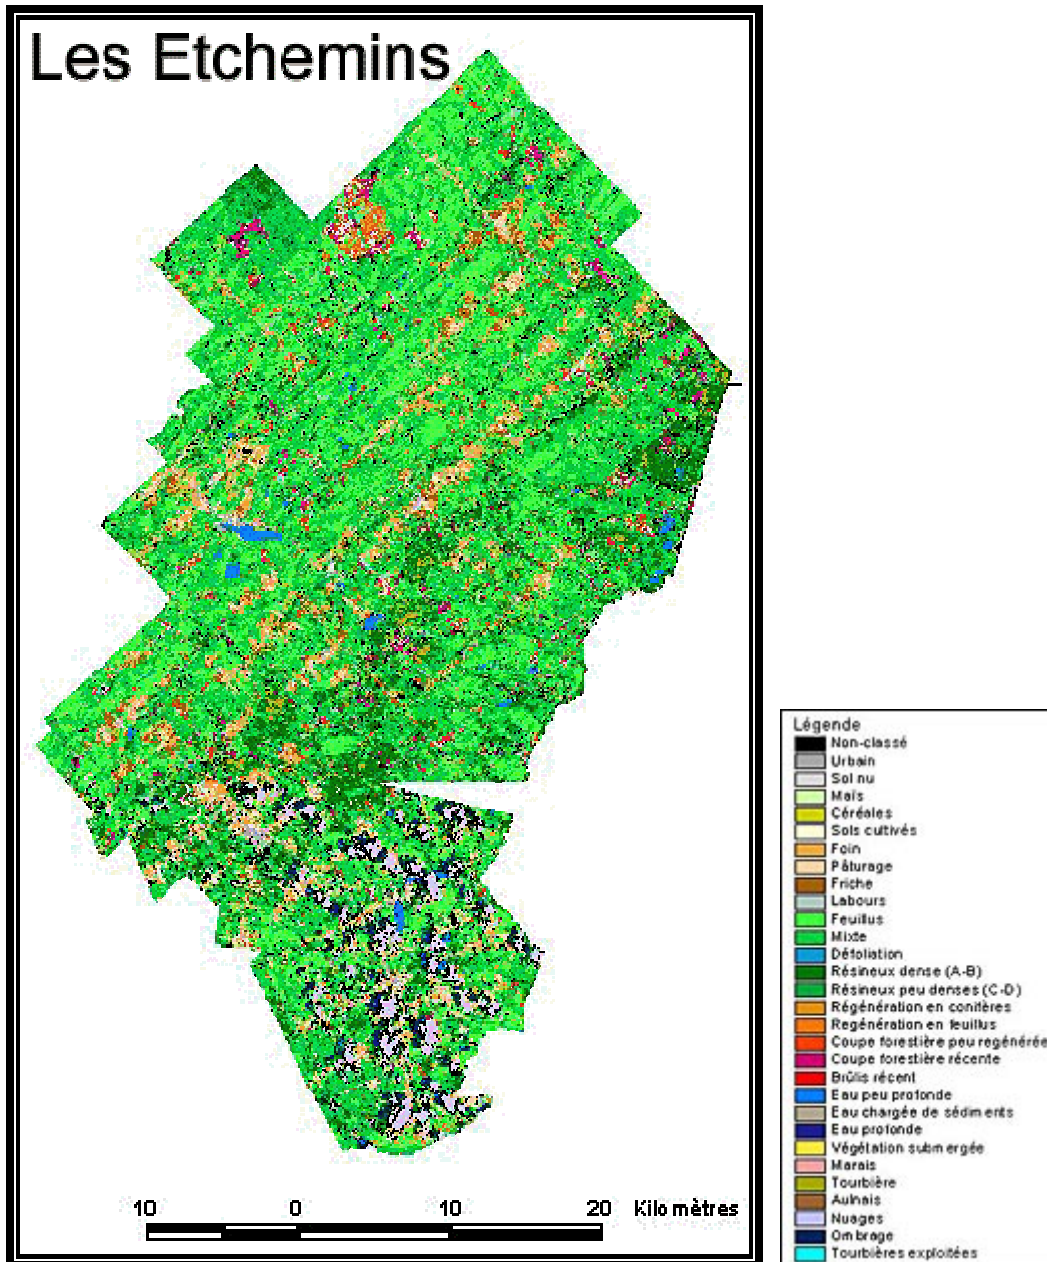 Les Etchemins
10 0 10 20 Kilomètres
Légende
Non-classé
Urbain
Sol nu
Maïs
Céréales
Sols cultivés
Foin
Pâturage
Friche
Labours
Feuillus
Mixte
Défoliation
Résineux dense (A-B)
Résineux peu denses (C-D)
Régénération en conifères
Regénération en feuillus
Coupe forestière peu regénérée
Coupe forestière récente
Brûlis récent
Eau peu profonde
Eau chargée de sédiments
Eau profonde
Végétation submergée
Marais
Tourbière
Aulnais
Nuages
Ombrage
Tourbières exploitées